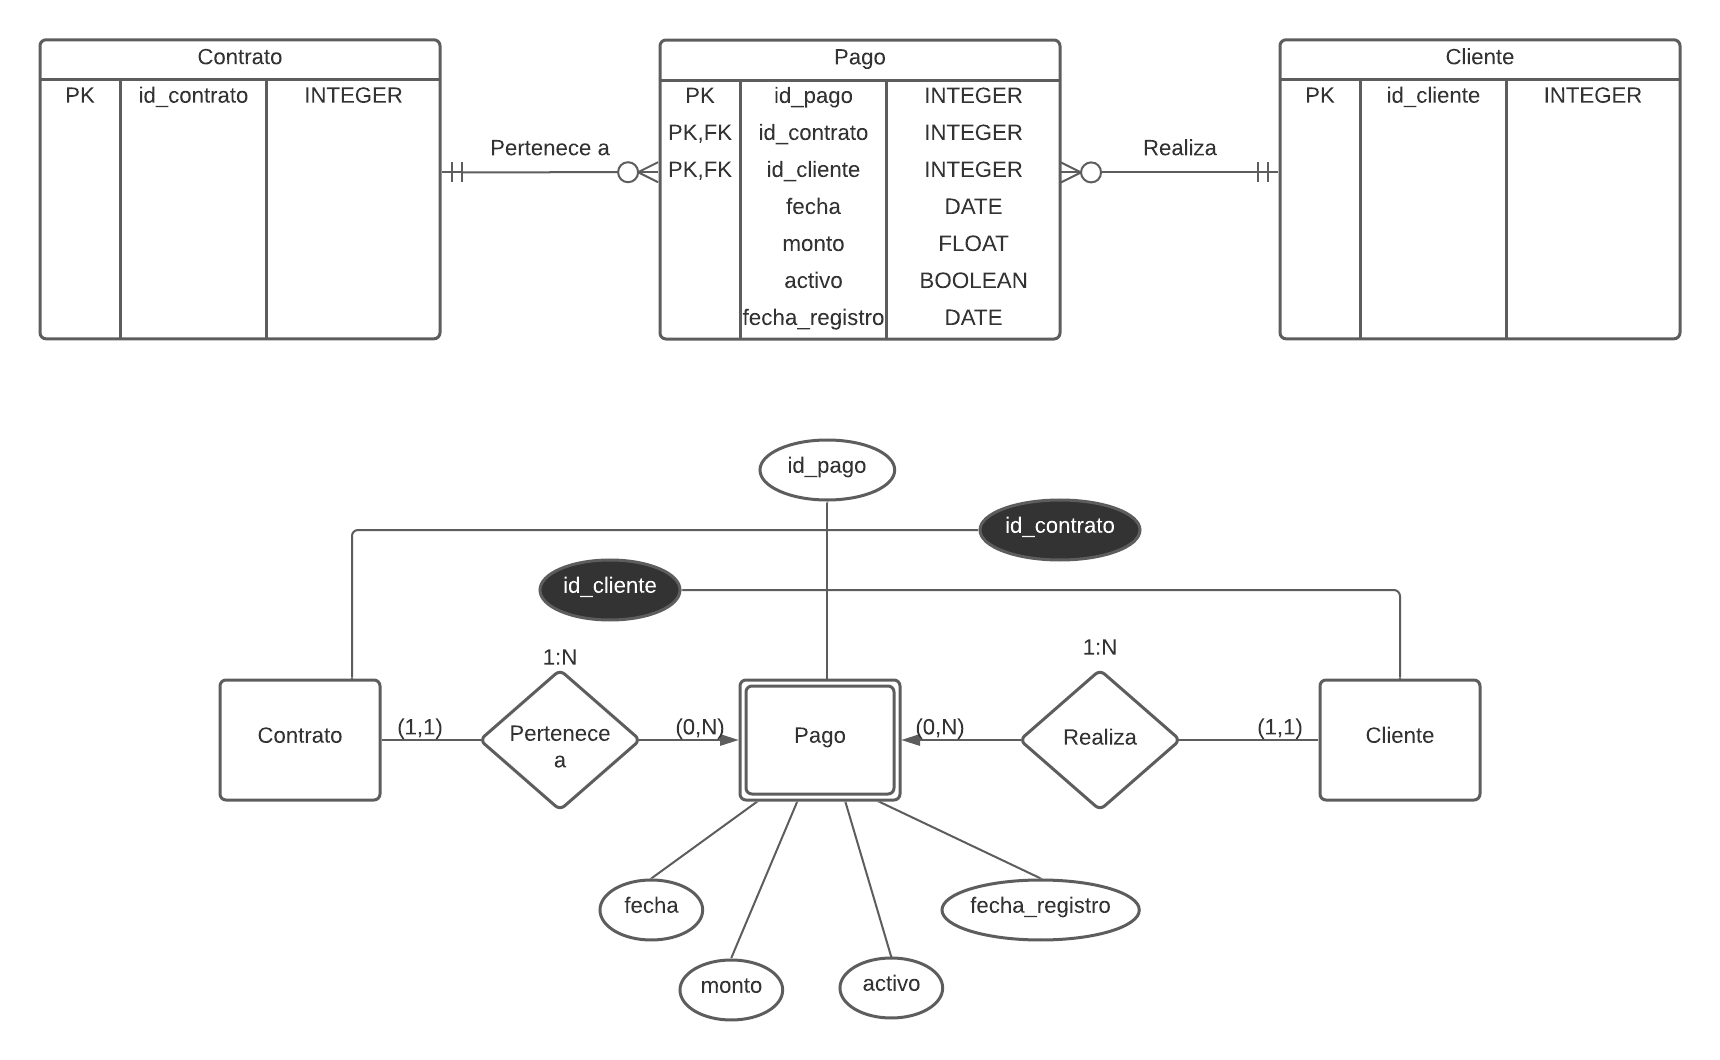 Contrato
PK id_contrato INTEGER
Pertenece a
Pago
PK id_pago INTEGER
PK,FK id_contrato INTEGER
PK,FK id_cliente INTEGER
fecha DATE
monto FLOAT
activo BOOLEAN
fecha_registro DATE
Realiza
Cliente
PK id_cliente INTEGER
id_pago
id_contrato
id_cliente
1:N
1:N
Contrato
(1,1)
Pertenece
a
(0,N)
Pago
(0,N)
Realiza
(1,1)
Cliente
fecha
fecha_registro
monto
activo